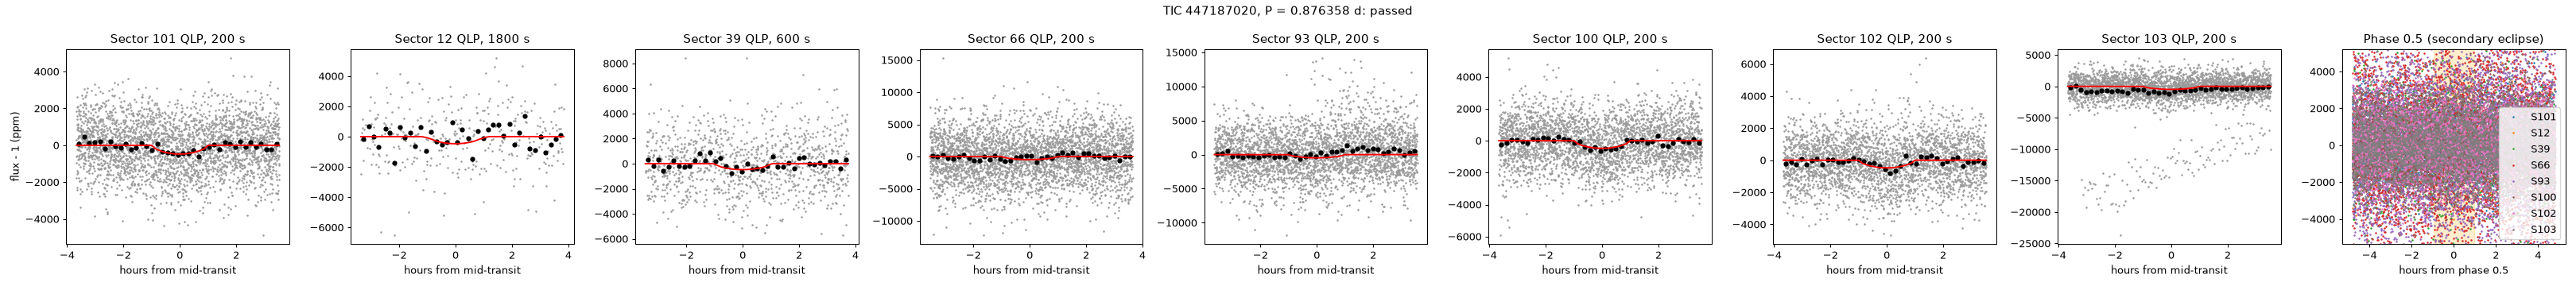 TIC 447187020, P = 0.876358 d: passed
Sector 101 QLP, 200 s
Sector 12 QLP, 1800 s
Sector 39 QLP, 600 s
Sector 66 QLP, 200 s
Sector 93 QLP, 200 s
Sector 100 QLP, 200 s
Sector 102 QLP, 200 s
Sector 103 QLP, 200 s
Phase 0.5 (secondary eclipse)
flux - 1 (ppm)
4000
2000
0
−2000
−4000
−4 −2 0 2
hours from mid-transit
4000
2000
0
−2000
−4000
−6000
−2 0 2 4
hours from mid-transit
8000
6000
4000
2000
0
−2000
−4000
−6000
−2 0 2 4
hours from mid-transit
15000
10000
5000
0
−5000
−10000
−2 0 2 4
hours from mid-transit
15000
10000
5000
0
−5000
−10000
−2 0 2
hours from mid-transit
4000
2000
0
−2000
−4000
−6000
−4 −2 0 2
hours from mid-transit
6000
4000
2000
0
−2000
−4000
−4 −2 0 2
hours from mid-transit
5000
0
−5000
−10000
−15000
−20000
−25000
−4 −2 0 2
hours from mid-transit
4000
2000
0
−2000
−4000
S101
S12
S39
S66
S93
S100
S102
S103
−4 −2 0 2 4
hours from phase 0.5